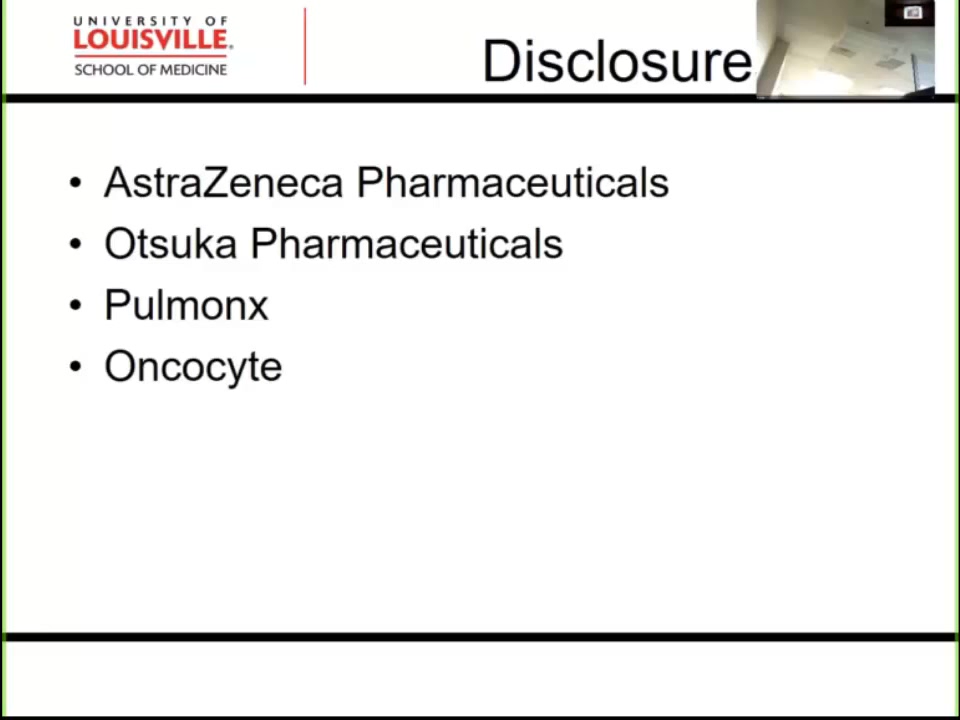 UNIVERSITY OF
LOUISVILLE®
SCHOOL OF MEDICINE
Disclosure
• AstraZeneca Pharmaceuticals
• Otsuka Pharmaceuticals
• Pulmonx
• Oncocyte